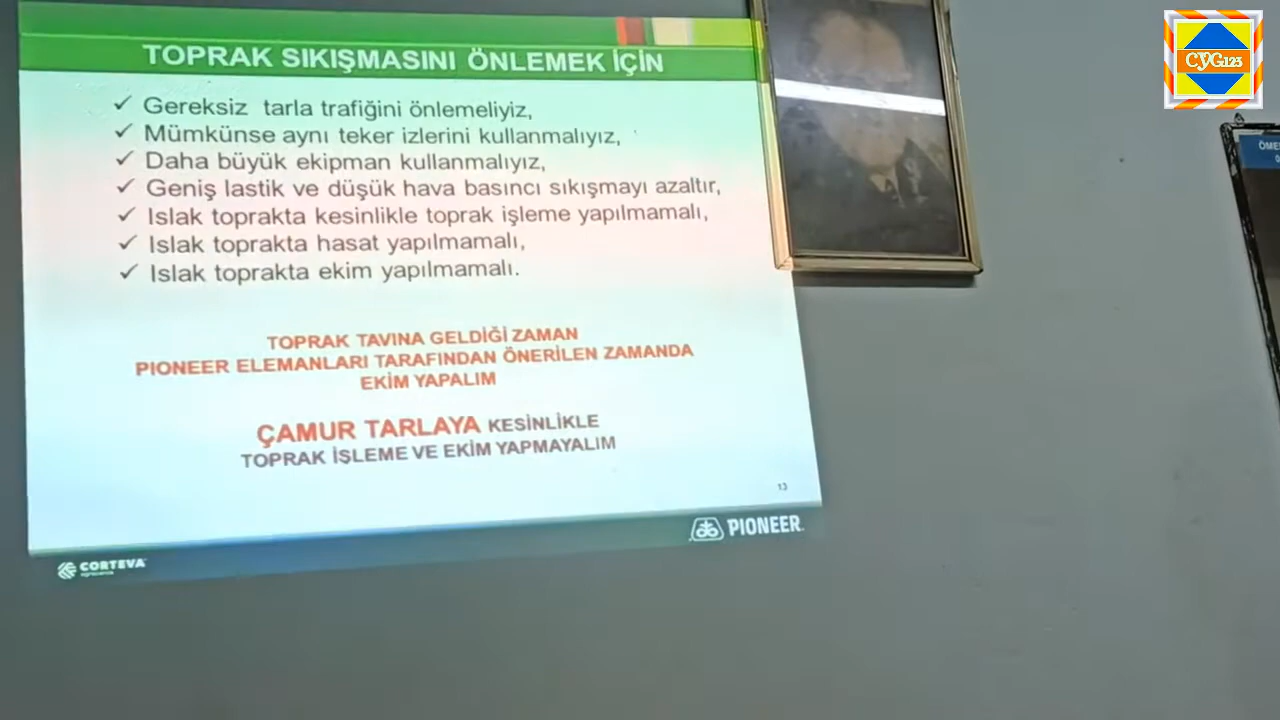 TOPRAK SIKIŞMASINI ÖNLEMEK İÇİN
✓ Gereksiz tarla trafiğini önlemeliyiz,
✓ Mümkünse aynı teker izlerini kullanmalıyız,
✓ Daha büyük ekipman kullanmalıyız,
✓ Geniş lastik ve düşük hava basıncı sıkışmayı azaltır,
✓ Islak toprakta kesinlikle toprak işleme yapılmamalı,
✓ Islak toprakta hasat yapılmamalı,
✓ Islak toprakta ekim yapılmamalı.
TOPRAK TAVINA GELDİĞİ ZAMAN
PIONEER ELEMANLARI TARAFINDAN ÖNERİLEN ZAMANDA
EKİM YAPALIM
ÇAMUR TARLAYA KESİNLİKLE
TOPRAK İŞLEME VE EKİM YAPMAYALIM
13
PIONEER
CORTEVA
agriscience
CYG123